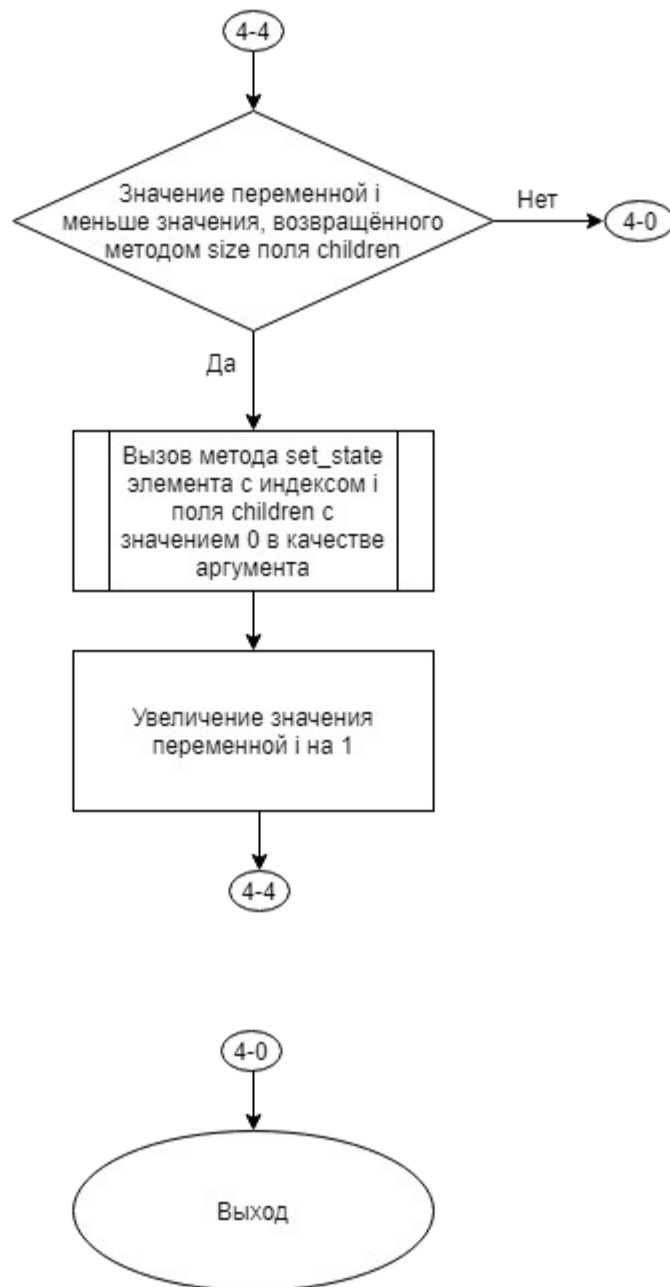 4-4
Значение переменной i
меньше значения, возвращённого
методом size поля children
Нет
4-0
Да
Вызов метода set_state
элемента с индексом i
поля children с
значением 0 в качестве
аргумента
Увеличение значения
переменной i на 1
4-4
4-0
Выход